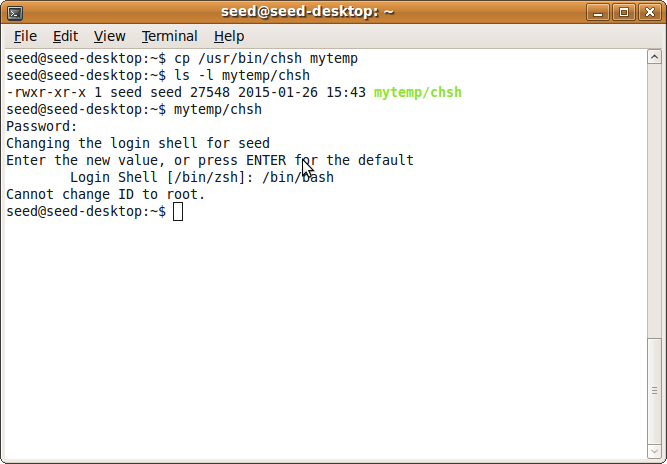 seed@seed-desktop: ~
File Edit View Terminal Help
seed@seed-desktop:~$ cp /usr/bin/chsh mytemp
seed@seed-desktop:~$ ls -l mytemp/chsh
-rwxr-xr-x 1 seed seed 27548 2015-01-26 15:43 mytemp/chsh
seed@seed-desktop:~$ mytemp/chsh
Password:
Changing the login shell for seed
Enter the new value, or press ENTER for the default
        Login Shell [/bin/zsh]: /bin/bash
Cannot change ID to root.
seed@seed-desktop:~$